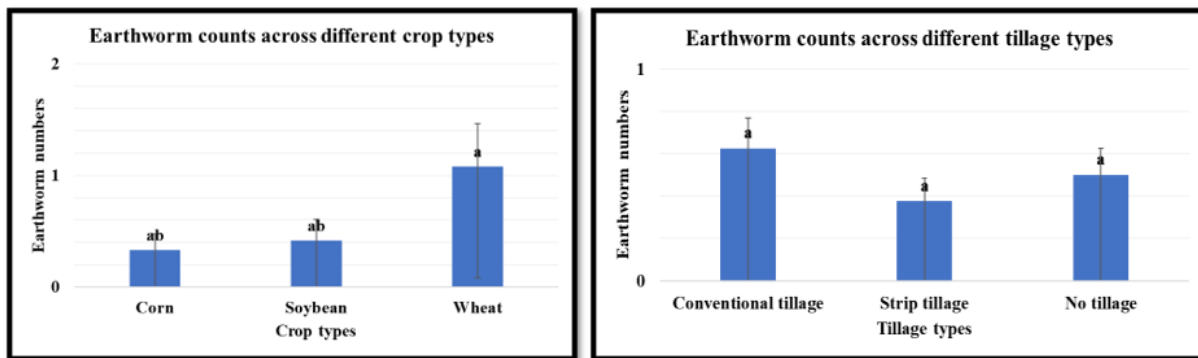 Earthworm counts across different crop types
2
1
0
Earthworm numbers
ab
ab
a
Corn
Soybean
Wheat
Crop types
Earthworm counts across different tillage types
1
0
Earthworm numbers
a
a
a
Conventional tillage
Strip tillage
No tillage
Tillage types